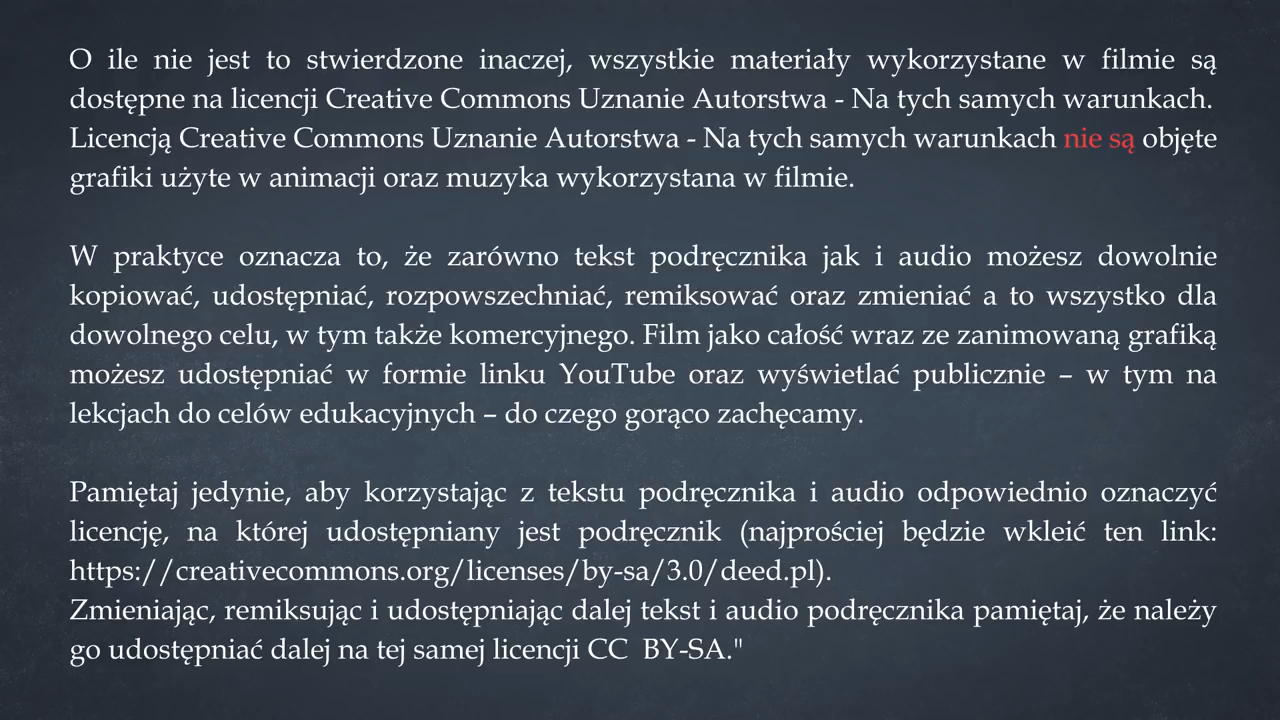 O ile nie jest to stwierdzone inaczej, wszystkie materiały wykorzystane w filmie są
dostępne na licencji Creative Commons Uznanie Autorstwa - Na tych samych warunkach.
Licencją Creative Commons Uznanie Autorstwa - Na tych samych warunkach nie są objęte
grafiki użyte w animacji oraz muzyka wykorzystana w filmie.
W praktyce oznacza to, że zarówno tekst podręcznika jak i audio możesz dowolnie
kopiować, udostępniać, rozpowszechniać, remiksować oraz zmieniać a to wszystko dla
dowolnego celu, w tym także komercyjnego. Film jako całość wraz ze zanimowaną grafiką
możesz udostępniać w formie linku YouTube oraz wyświetlać publicznie – w tym na
lekcjach do celów edukacyjnych – do czego gorąco zachęcamy.
Pamiętaj jedynie, aby korzystając z tekstu podręcznika i audio odpowiednio oznaczyć
licencję, na której udostępniany jest podręcznik (najprościej będzie wkleić ten link:
https://creativecommons.org/licenses/by-sa/3.0/deed.pl).
Zmieniając, remiksując i udostępniając dalej tekst i audio podręcznika pamiętaj, że należy
go udostępniać dalej na tej samej licencji CC  BY-SA."